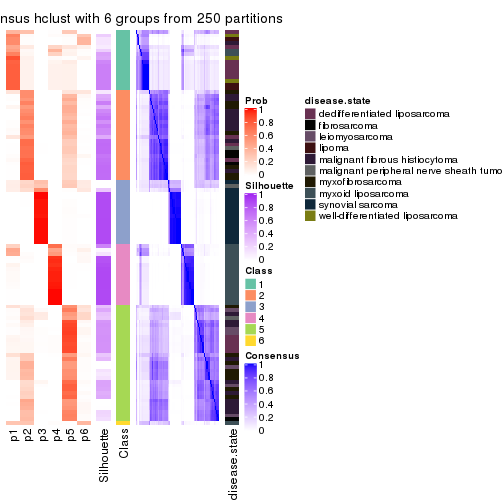 nsus hclust with 6 groups from 250 partitions
Prob
1
0.8
0.6
0.4
0.2
0
Silhouette
1
0.8
0.6
0.4
0.2
0
Class
1
2
3
4
5
6
Consensus
1
0.8
0.6
0.4
0.2
0
disease.state
dedifferentiated liposarcoma
fibrosarcoma
leiomyosarcoma
lipoma
malignant fibrous histiocytoma
malignant peripheral nerve sheath tumo
myxofibrosarcoma
myxoid liposarcoma
synovial sarcoma
well-differentiated liposarcoma
p1
p2
p3
p4
p5
p6
Silhouette
Class
disease.state